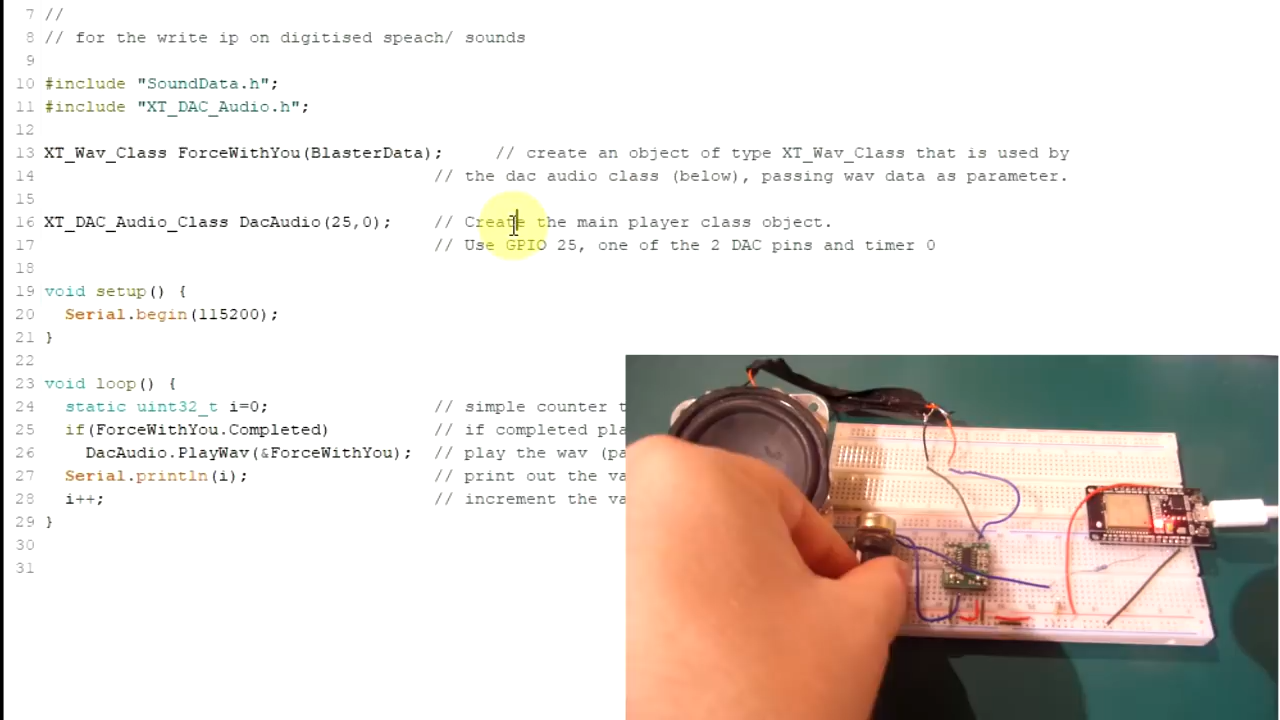 7 //
8 // for the write ip on digitised speach/ sounds
9
10 #include "SoundData.h";
11 #include "XT_DAC_Audio.h";
12
13 XT_Wav_Class ForceWithYou(BlasterData);     // create an object of type XT_Wav_Class that is used by
14                                       // the dac audio class (below), passing wav data as parameter.
15
16 XT_DAC_Audio_Class DacAudio(25,0);    // Create the main player class object.
17                                       // Use GPIO 25, one of the 2 DAC pins and timer 0
18
19 void setup() {
20   Serial.begin(115200);
21 }
22
23 void loop() {
24   static uint32_t i=0;                // simple counter t
25   if(ForceWithYou.Completed)          // if completed pla
26     DacAudio.PlayWav(&ForceWithYou);  // play the wav (pa
27   Serial.println(i);                  // print out the va
28   i++;                                // increment the va
29 }
30
31